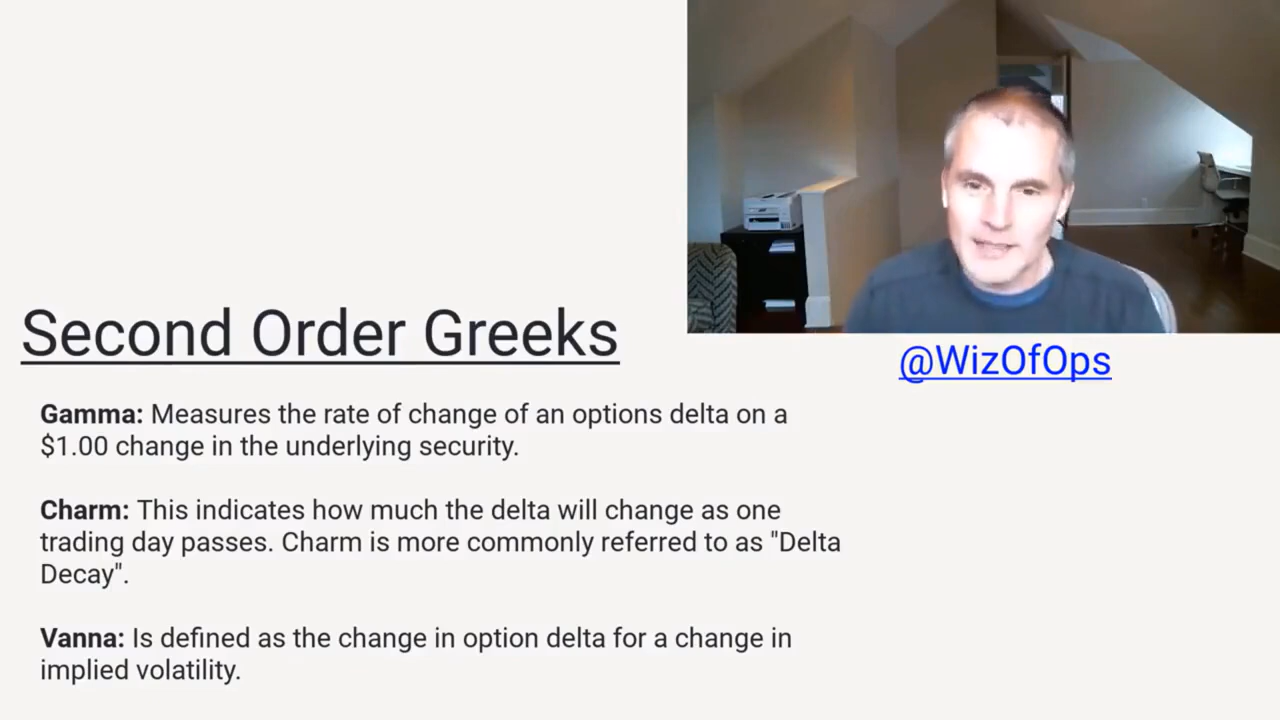 Second Order Greeks
@WizOfOps
Gamma: Measures the rate of change of an options delta on a
$1.00 change in the underlying security.
Charm: This indicates how much the delta will change as one
trading day passes. Charm is more commonly referred to as "Delta
Decay".
Vanna: Is defined as the change in option delta for a change in
implied volatility.